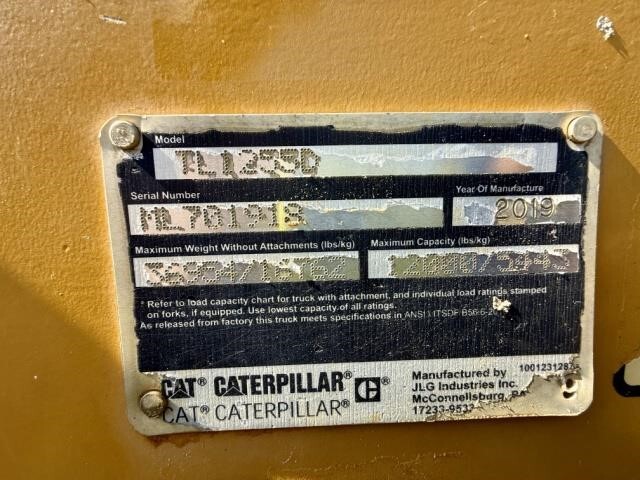 Model
TL1255D
Serial Number
Year Of Manufacture
ML701913
2019
Maximum Weight Without Attachments (lbs/kg)
Maximum Capacity (lbs/kg)
* Refer to load capacity chart for truck with attachment, and individual load ratings stamped
on forks, if equipped. Use lowest capacity of all ratings.
As released from factory this truck meets specifications in ANSI / ITSDF B56.6-
CAT® CATERPILLAR®
CAT® CATERPILLAR®
Manufactured by
JLG Industries Inc.
McConnellsburg, PA
17233-9532